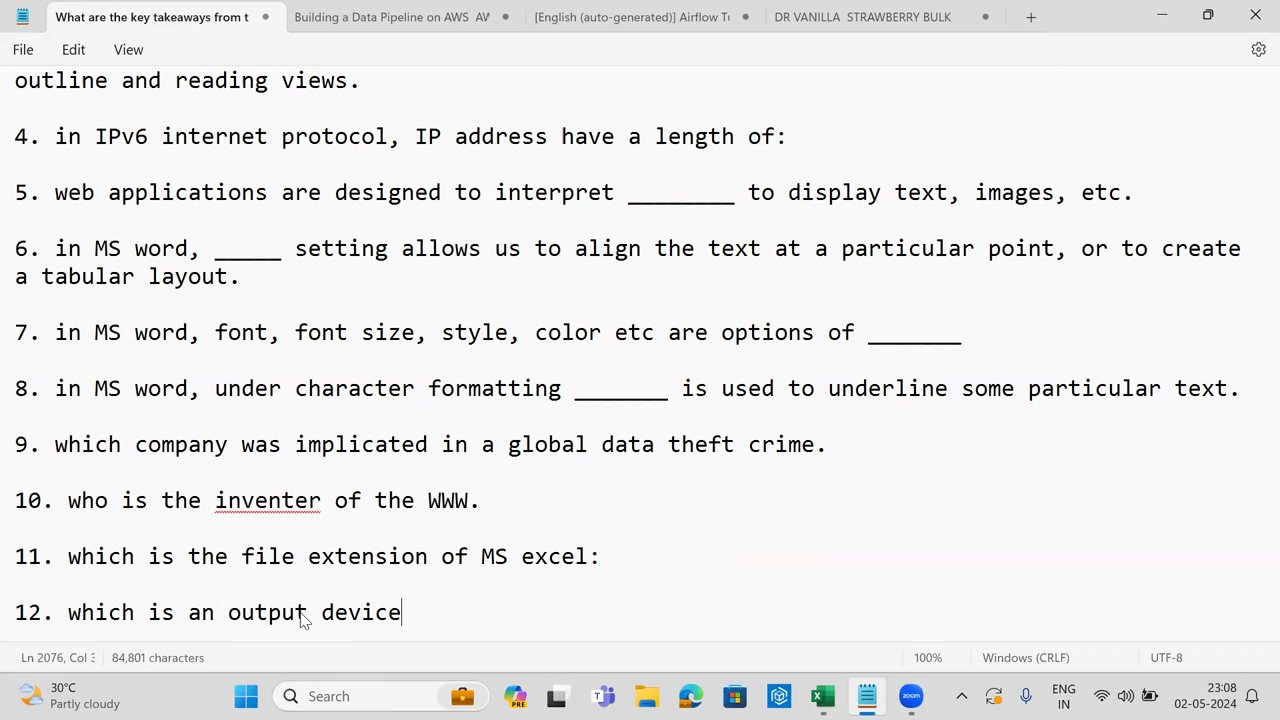 What are the key takeaways from t
Building a Data Pipeline on AWS AW
[English (auto-generated)] Airflow Tu
DR VANILLA STRAWBERRY BULK
File Edit View
outline and reading views.
4. in IPv6 internet protocol, IP address have a length of:
5. web applications are designed to interpret ________ to display text, images, etc.
6. in MS word, _____ setting allows us to align the text at a particular point, or to create
a tabular layout.
7. in MS word, font, font size, style, color etc are options of _______
8. in MS word, under character formatting _______ is used to underline some particular text.
9. which company was implicated in a global data theft crime.
10. who is the inventer of the WWW.
11. which is the file extension of MS excel:
12. which is an output device
Ln 2076, Col 84,801 characters 100% Windows (CRLF) UTF-8
30°C
Partly cloudy
Search
PRE
zoom
ENG
IN
23:08
02-05-2024